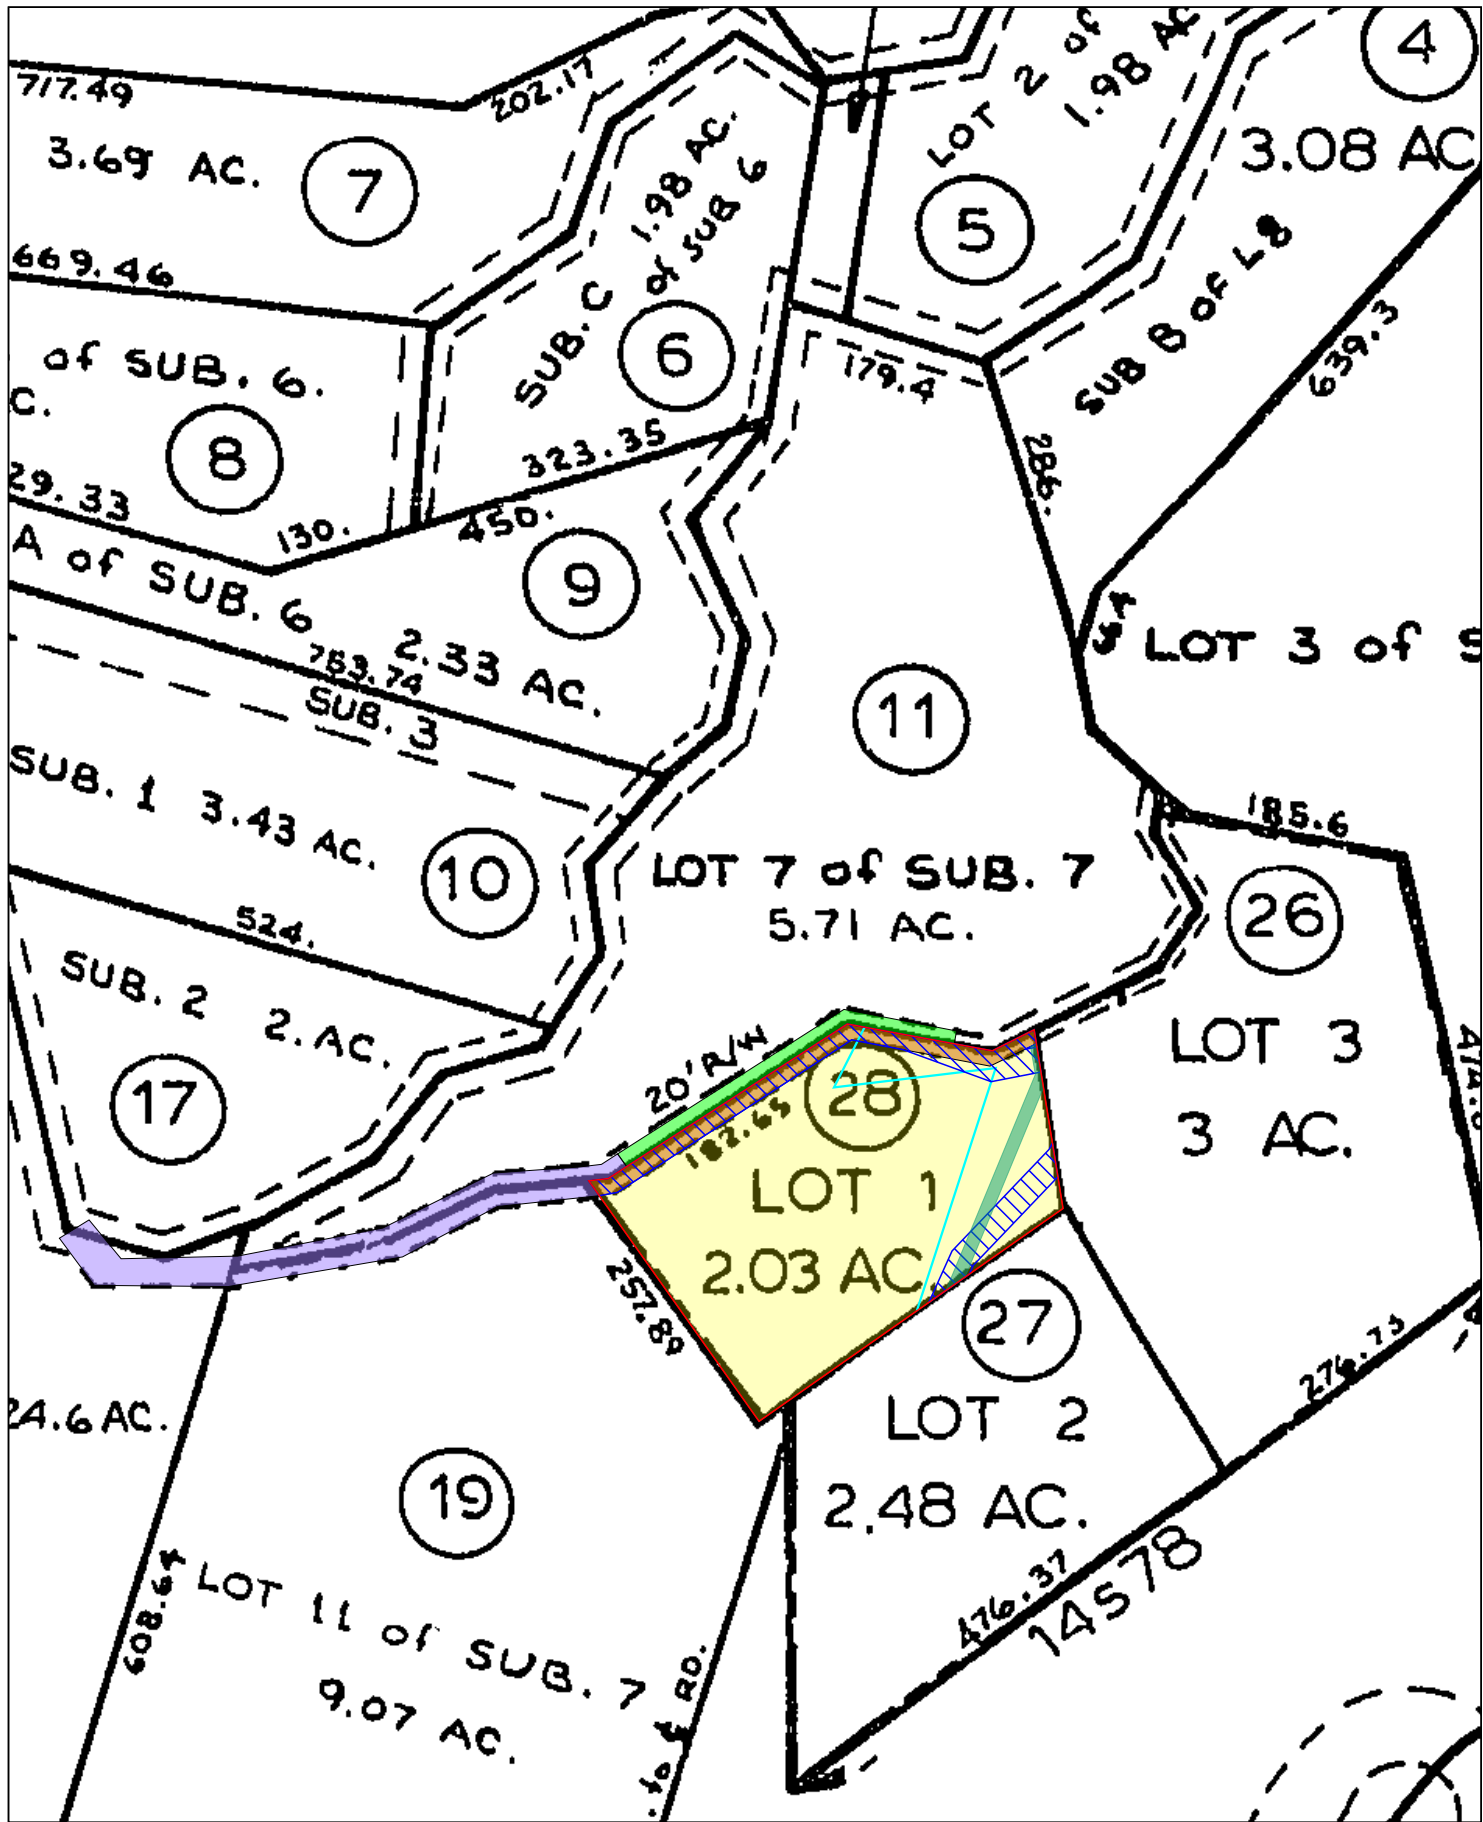 717.49
202.17
3.69 AC.
7
669.46
1.98 AC.
SUB. C of SUB 6
6
LOT 2 of
1.98 AC
5
4
3.08 AC
SUB B of L8
639.3
of SUB. 6.
C.
8
323.35
179.4
286.
29.33
130.
450.
A of SUB. 6
2.33 AC.
9
753.74
SUB. 3
LOT 3 of S
11
SUB. 1 3.43 AC.
10
185.6
LOT 7 of SUB. 7
5.71 AC.
26
524.
SUB. 2 2. AC.
17
LOT 3
3 AC.
20' R/W
182.65
28
LOT 1
2.03 AC
257.89
27
LOT 2
2.48 AC.
276.73
24.6 AC.
19
608.64
LOT 11 of SUB. 7
9.07 AC.
476.37
14S78
to ℄ RD.